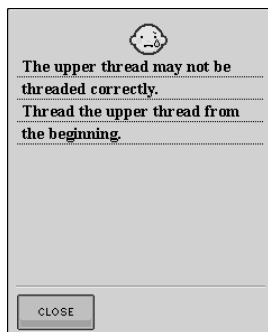 The upper thread may not be
threaded correctly.
Thread the upper thread from
the beginning.
CLOSE